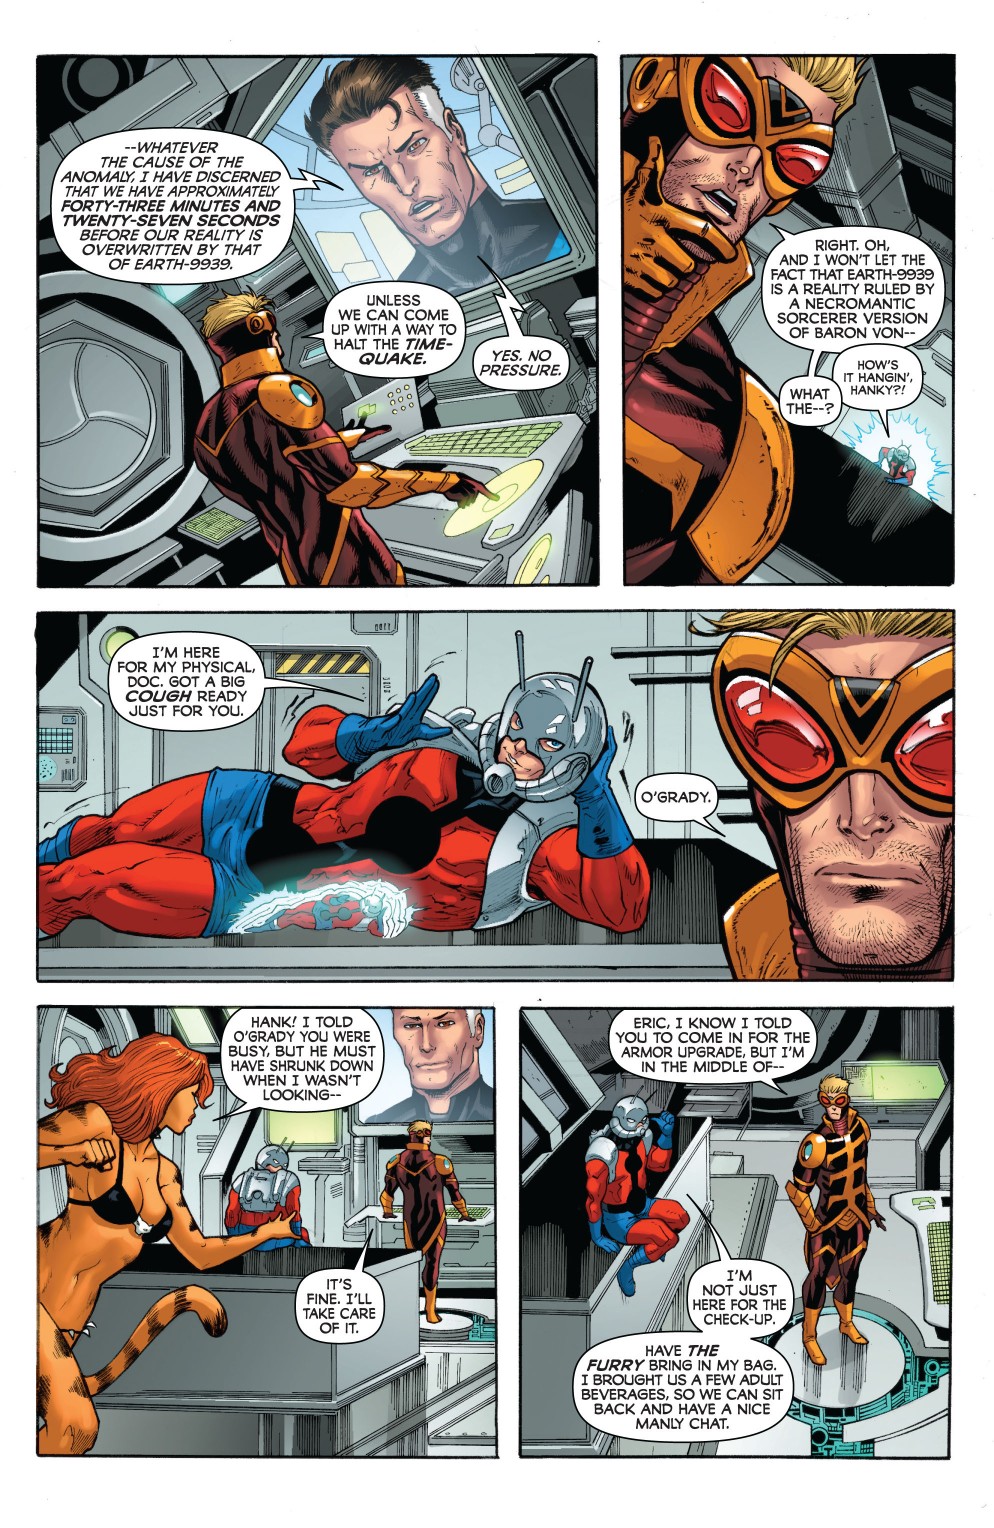 --WHATEVER
THE CAUSE OF THE
ANOMALY, I HAVE DISCERNED
THAT WE HAVE APPROXIMATELY
FORTY-THREE MINUTES AND
TWENTY-SEVEN SECONDS
BEFORE OUR REALITY IS
OVERWRITTEN BY THAT
OF EARTH-9939.
UNLESS
WE CAN COME
UP WITH A WAY TO
HALT THE TIME-
QUAKE.
YES. NO
PRESSURE.
RIGHT. OH,
AND I WON'T LET THE
FACT THAT EARTH-9939
IS A REALITY RULED BY
A NECROMANTIC
SORCERER VERSION
OF BARON VON--
WHAT
THE--?
HOW'S
IT HANGIN',
HANKY?!
I'M HERE
FOR MY PHYSICAL,
DOC. GOT A BIG
COUGH READY
JUST FOR YOU.
O'GRADY.
HANK! I TOLD
O'GRADY YOU WERE
BUSY, BUT HE MUST
HAVE SHRUNK DOWN
WHEN I WASN'T
LOOKING--
IT'S
FINE. I'LL
TAKE CARE
OF IT.
ERIC, I KNOW I TOLD
YOU TO COME IN FOR THE
ARMOR UPGRADE, BUT I'M
IN THE MIDDLE OF--
I'M
NOT JUST
HERE FOR THE
CHECK-UP.
HAVE THE
FURRY BRING IN MY BAG.
I BROUGHT US A FEW ADULT
BEVERAGES, SO WE CAN SIT
BACK AND HAVE A NICE
MANLY CHAT.